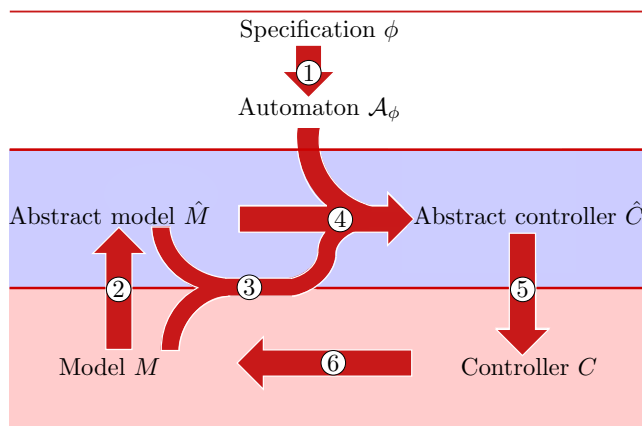 Specification ϕ
1
Automaton 𝒜_ϕ
Abstract model M̂
4
Abstract controller Ĉ
2
3
5
Model M
6
Controller C